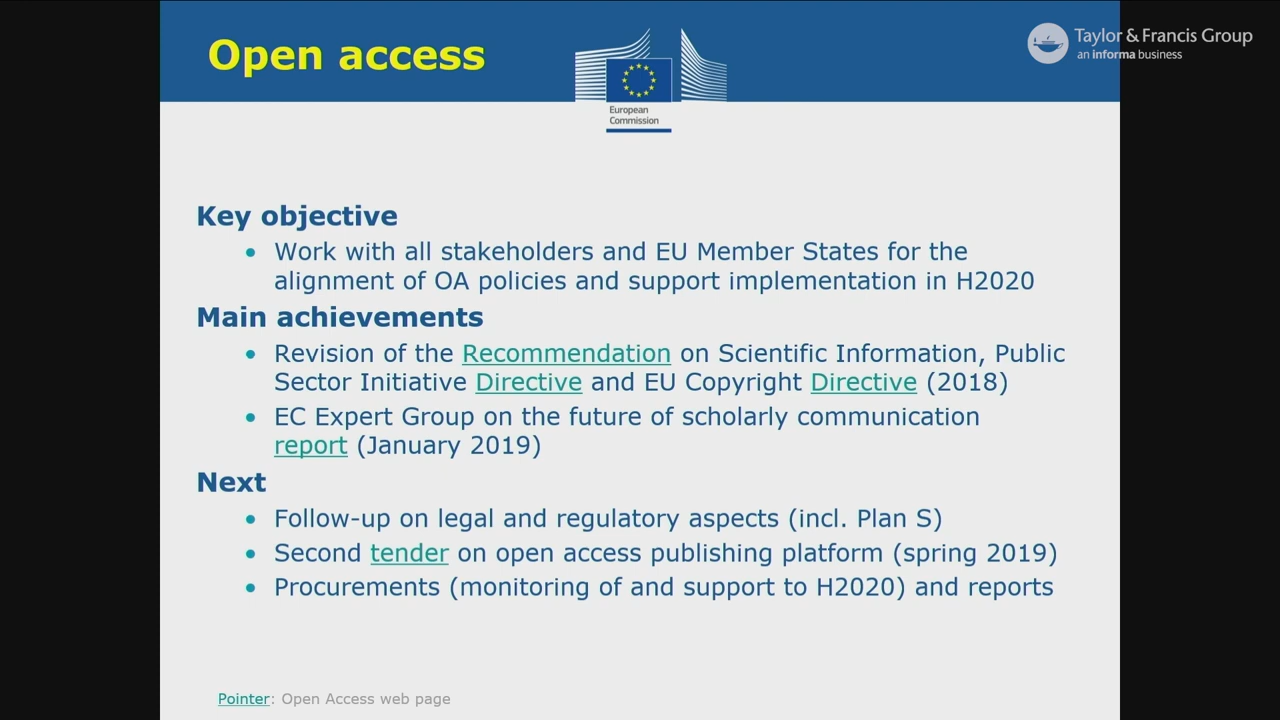 Open access
Taylor & Francis Group
an informa business
European
Commission
Key objective
• Work with all stakeholders and EU Member States for the
alignment of OA policies and support implementation in H2020
Main achievements
• Revision of the Recommendation on Scientific Information, Public
Sector Initiative Directive and EU Copyright Directive (2018)
• EC Expert Group on the future of scholarly communication
report (January 2019)
Next
• Follow-up on legal and regulatory aspects (incl. Plan S)
• Second tender on open access publishing platform (spring 2019)
• Procurements (monitoring of and support to H2020) and reports
Pointer: Open Access web page